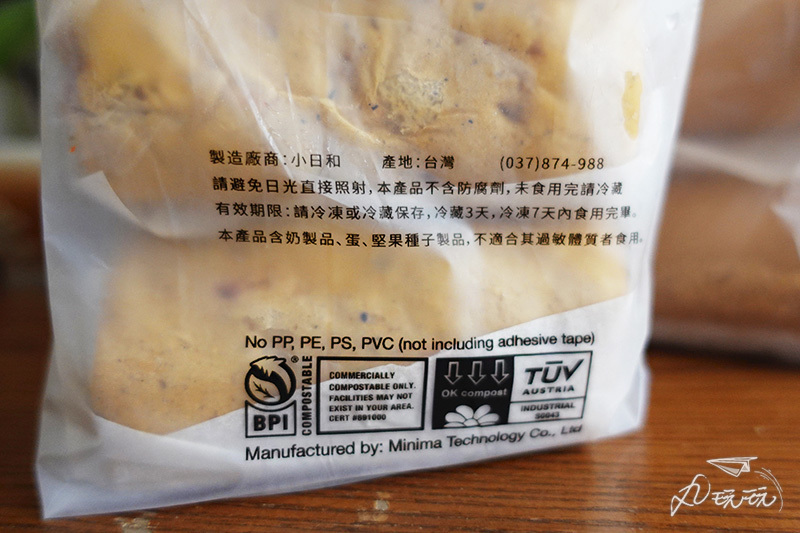 製造廠商：小日和 產地：台灣 (037)874-988
請避免日光直接照射，本產品不含防腐劑，未食用完請冷藏
有效期限：請冷凍或冷藏保存，冷藏3天，冷凍7天內食用完畢。
本產品含奶製品、蛋、堅果種子製品，不適合其過敏體質者食用。
No PP, PE, PS, PVC (not including adhesive tape)
BPI
®
COMPOSTABLE
COMMERCIALLY
COMPOSTABLE ONLY.
FACILITIES MAY NOT
EXIST IN YOUR AREA.
CERT #891000
OK compost
TÜV
AUSTRIA
INDUSTRIAL
Manufactured by: Minima Technology Co., Ltd
力玩玩